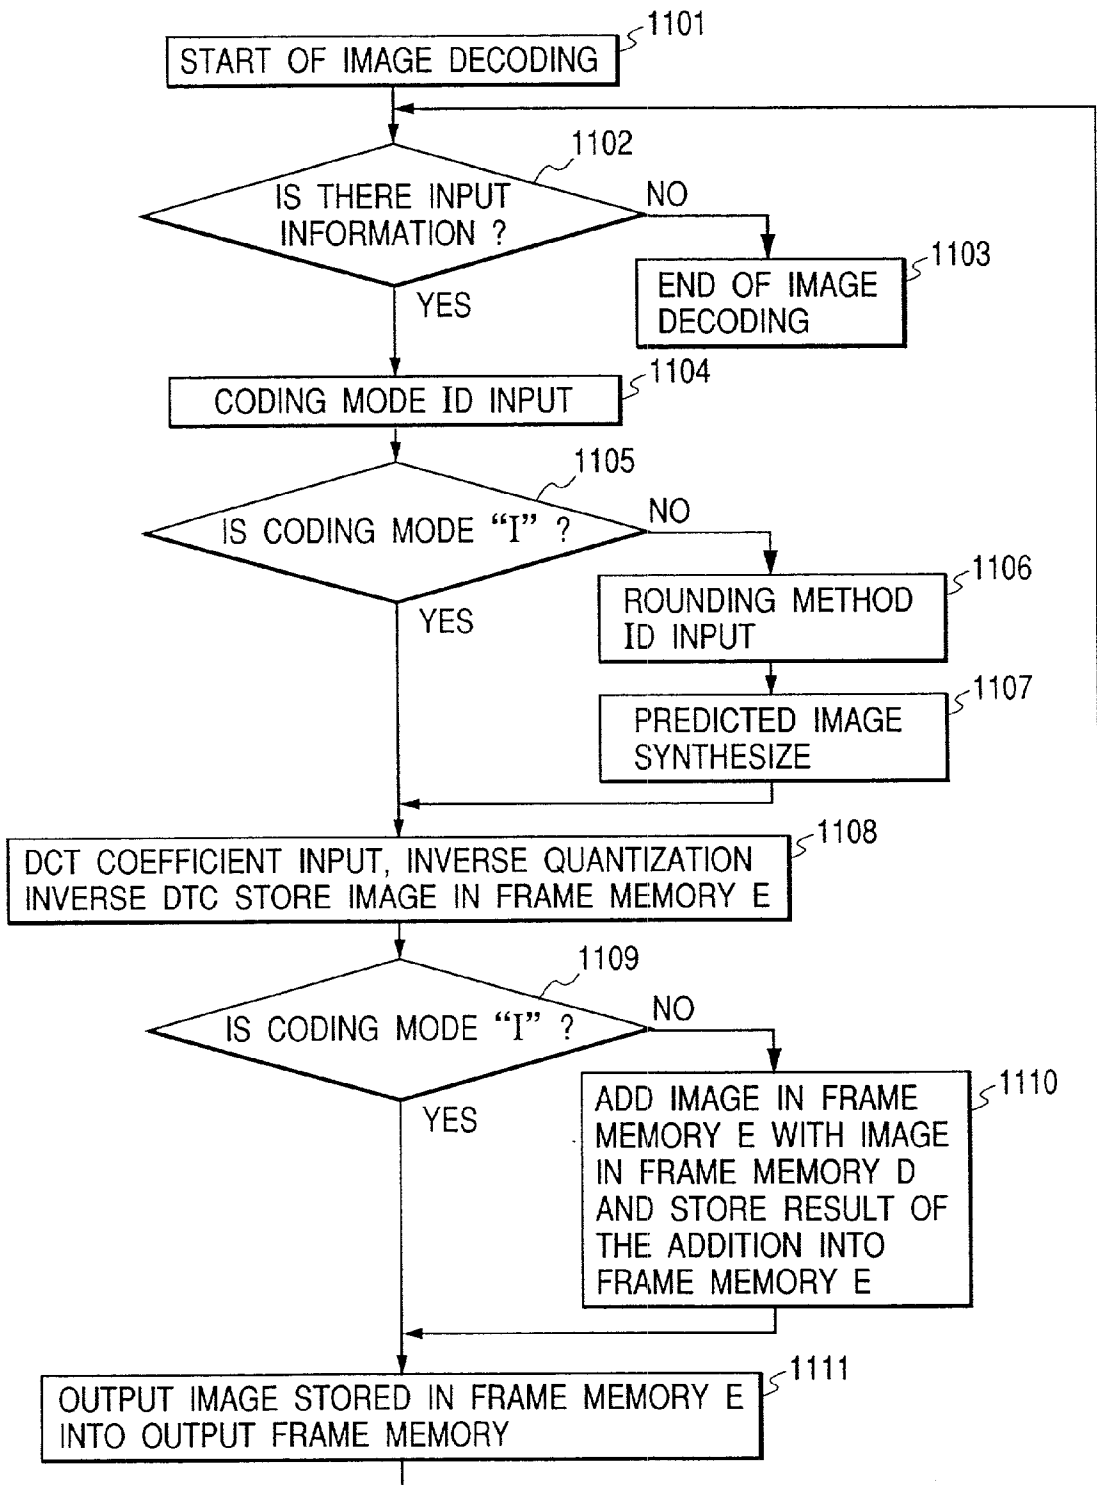 1101
START OF IMAGE DECODING
1102
IS THERE INPUT
INFORMATION ?
NO
1103
END OF IMAGE
DECODING
YES
1104
CODING MODE ID INPUT
1105
IS CODING MODE “I” ?
NO
1106
ROUNDING METHOD
ID INPUT
YES
1107
PREDICTED IMAGE
SYNTHESIZE
1108
DCT COEFFICIENT INPUT, INVERSE QUANTIZATION
INVERSE DTC STORE IMAGE IN FRAME MEMORY E
1109
IS CODING MODE “I” ?
NO
1110
ADD IMAGE IN FRAME
MEMORY E WITH IMAGE
IN FRAME MEMORY D
AND STORE RESULT OF
THE ADDITION INTO
FRAME MEMORY E
YES
1111
OUTPUT IMAGE STORED IN FRAME MEMORY E
INTO OUTPUT FRAME MEMORY